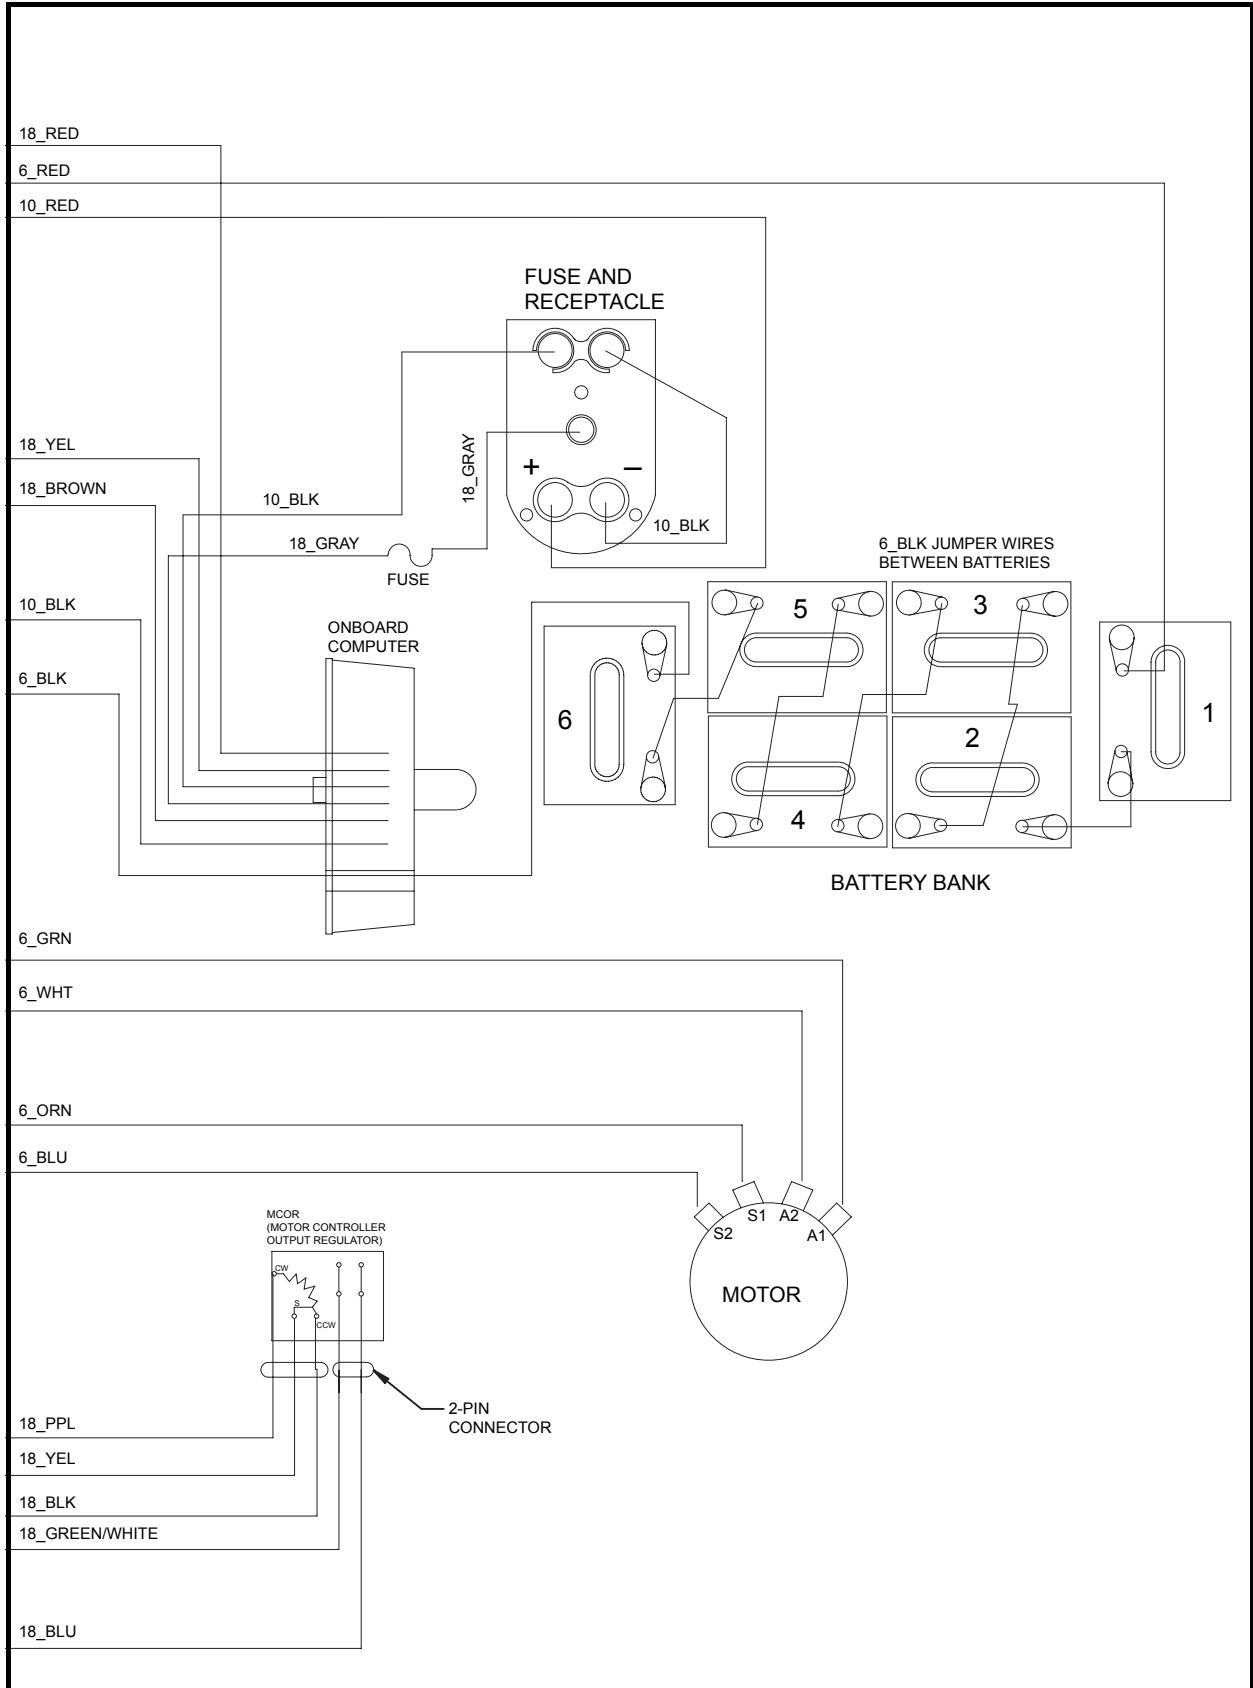 18_RED
6_RED
10_RED
FUSE AND
RECEPTACLE
18_YEL
18_GRAY
+
–
18_BROWN
10_BLK
10_BLK
18_GRAY
FUSE
6_BLK JUMPER WIRES
BETWEEN BATTERIES
10_BLK
ONBOARD
COMPUTER
5
3
6_BLK
6
1
2
4
BATTERY BANK
6_GRN
6_WHT
6_ORN
6_BLU
MCOR
(MOTOR CONTROLLER
OUTPUT REGULATOR)
S2
S1
A2
A1
CW
S
CCW
MOTOR
2-PIN
CONNECTOR
18_PPL
18_YEL
18_BLK
18_GREEN/WHITE
18_BLU